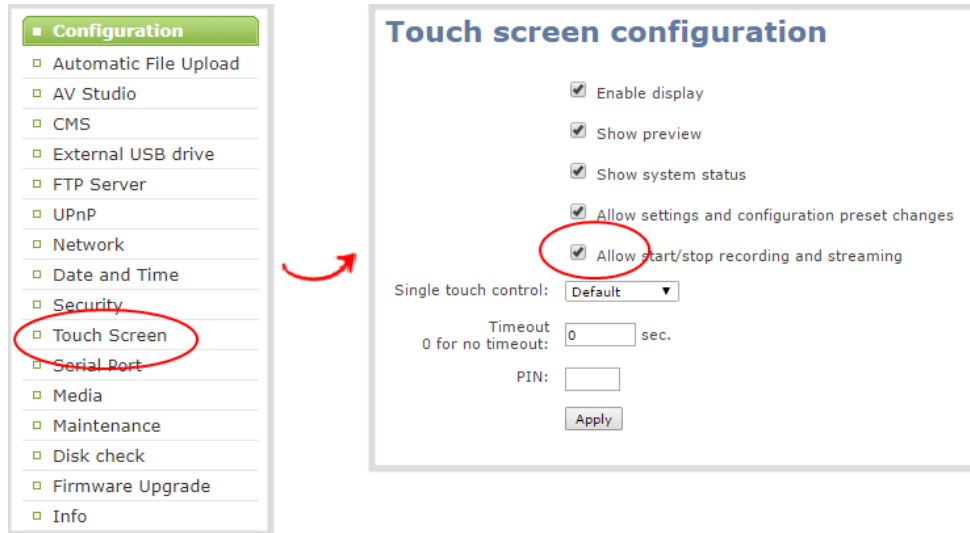 Configuration
Automatic File Upload
AV Studio
CMS
External USB drive
FTP Server
UPnP
Network
Date and Time
Security
Touch Screen
Serial Port
Media
Maintenance
Disk check
Firmware Upgrade
Info
Touch screen configuration
Enable display
Show preview
Show system status
Allow settings and configuration preset changes
Allow start/stop recording and streaming
Single touch control: Default
Timeout
0 for no timeout: 0 sec.
PIN:
Apply